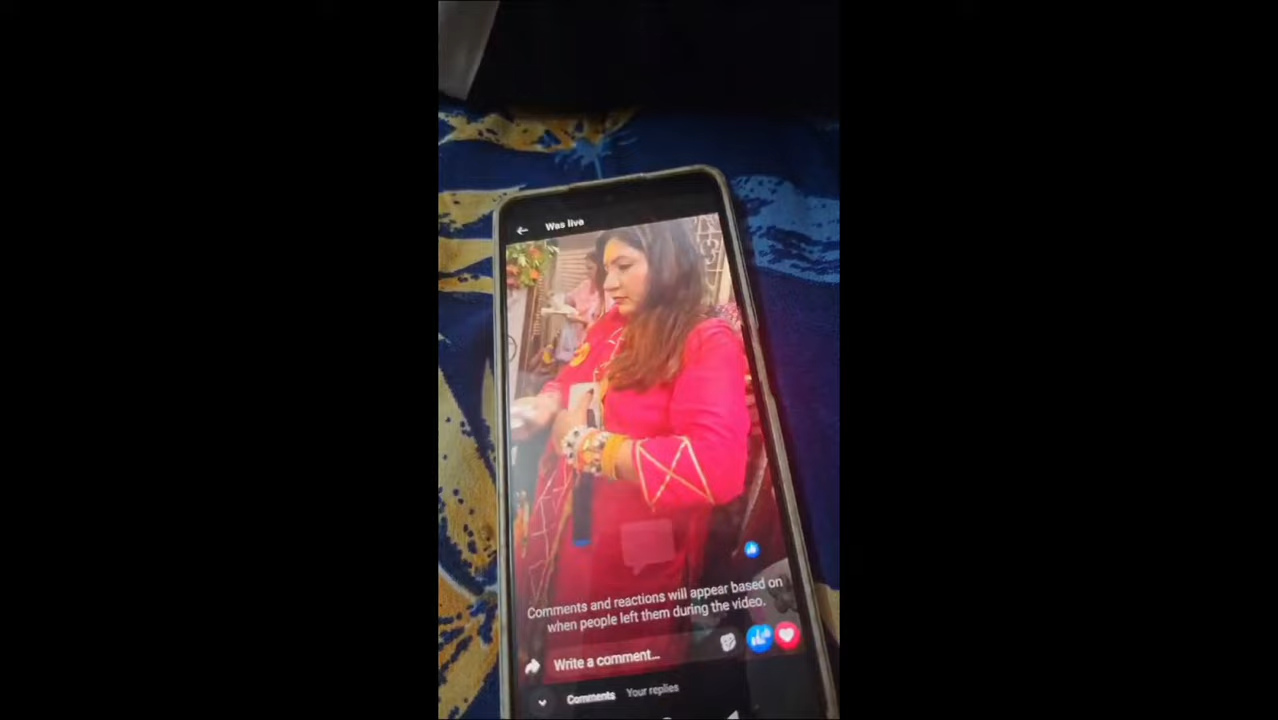 Was live
Comments and reactions will appear based on
when people left them during the video.
Write a comment...
Comments Your replies